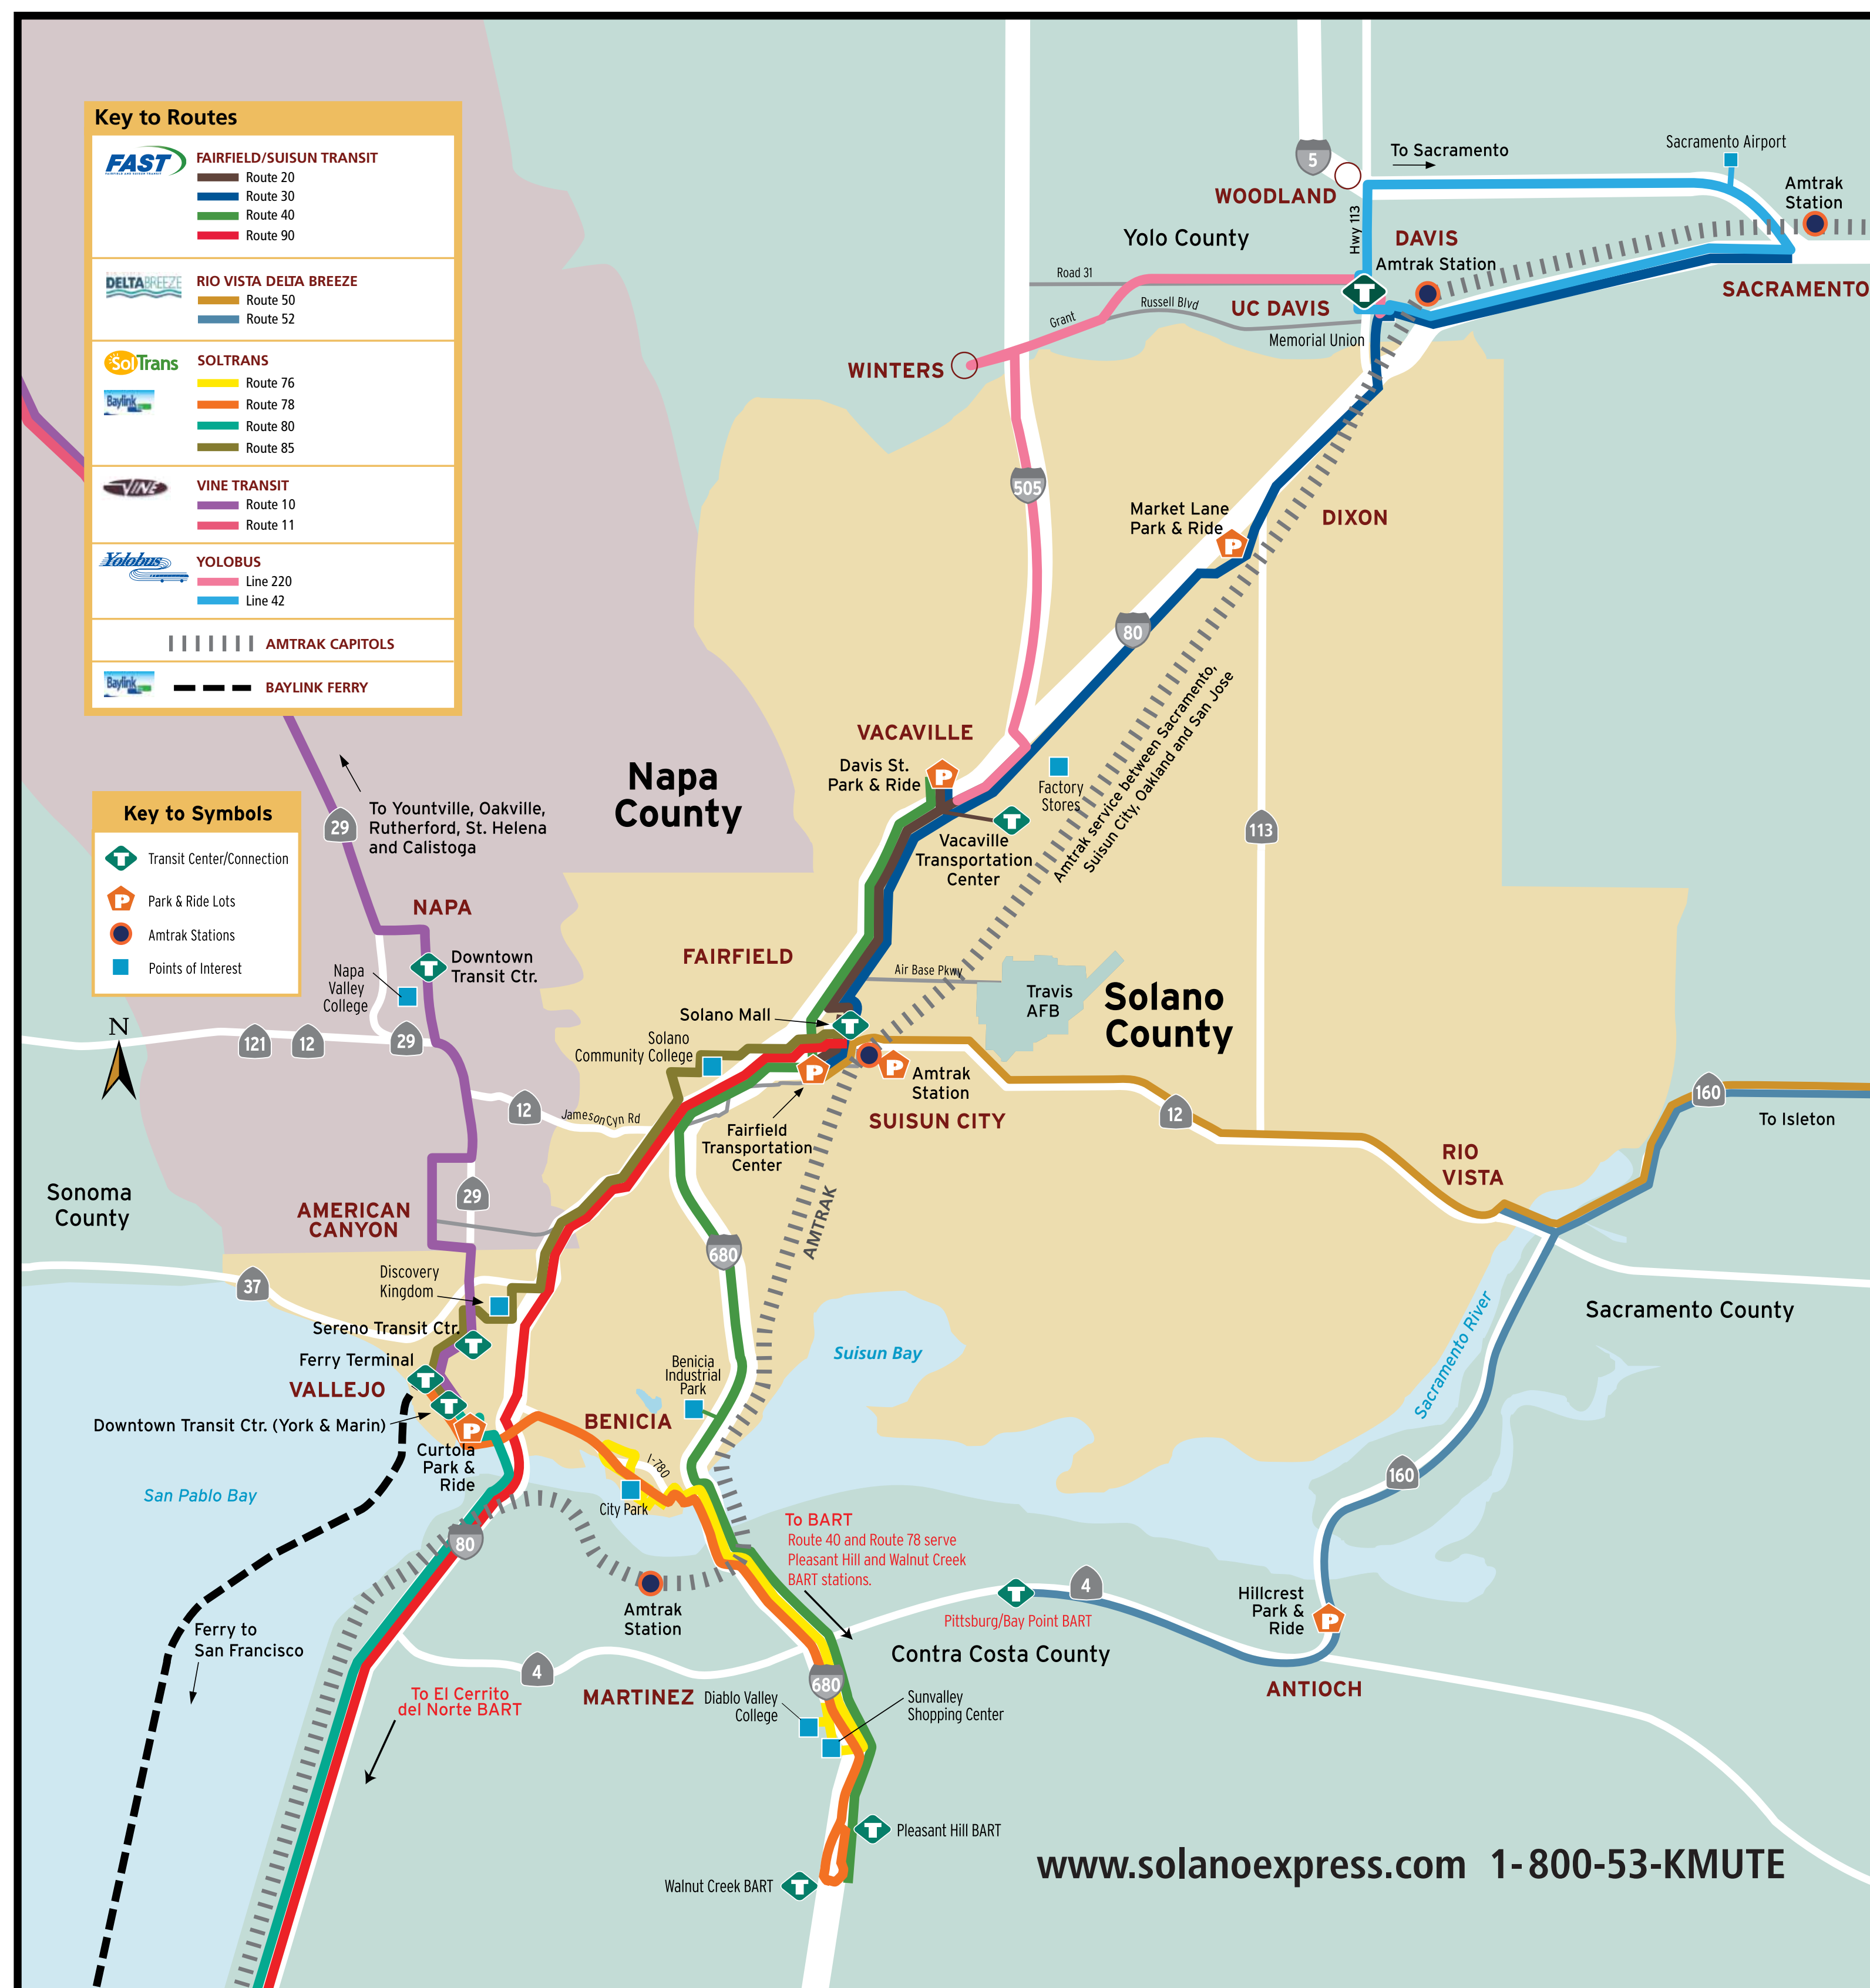 Key to Routes
FAST
FAIRFIELD/SUISUN TRANSIT
Route 20
Route 30
Route 40
Route 90
DELTABREEZE
RIO VISTA DELTA BREEZE
Route 50
Route 52
SolTrans
SOLTRANS
Baylink
Route 76
Route 78
Route 80
Route 85
VINE
VINE TRANSIT
Route 10
Route 11
Yolobus
YOLOBUS
Line 220
Line 42
AMTRAK CAPITOLS
Baylink
BAYLINK FERRY
Key to Symbols
T
Transit Center/Connection
P
Park & Ride Lots
Amtrak Stations
Points of Interest
N
5
To Sacramento
Sacramento Airport
Amtrak
Station
WOODLAND
Hwy 113
Yolo County
DAVIS
Amtrak Station
Road 31
T
SACRAMENTO
UC DAVIS
Russell Blvd
Grant
Memorial Union
WINTERS
505
Market Lane
Park & Ride
P
DIXON
80
Amtrak service between Sacramento,
Suisun City, Oakland and San Jose
VACAVILLE
Davis St.
Park & Ride
P
Factory
Stores
T
Vacaville
Transportation
Center
Napa
County
113
29
To Yountville, Oakville,
Rutherford, St. Helena
and Calistoga
NAPA
T
Downtown
Transit Ctr.
Napa
Valley
College
121
12
29
FAIRFIELD
Air Base Pkwy
Travis
AFB
Solano
County
Solano Mall
T
Solano
Community College
P
P
Amtrak
Station
SUISUN CITY
12
Jameson Cyn Rd
Fairfield
Transportation
Center
12
160
To Isleton
RIO
VISTA
Sonoma
County
29
AMERICAN
CANYON
AMTRAK
680
37
Discovery
Kingdom
Sereno Transit Ctr.
T
Ferry Terminal
T
VALLEJO
T
Downtown Transit Ctr. (York & Marin)
P
Curtola
Park &
Ride
Benicia
Industrial
Park
Suisun Bay
Sacramento River
Sacramento County
BENICIA
I-780
City Park
San Pablo Bay
160
80
To BART
Route 40 and Route 78 serve
Pleasant Hill and Walnut Creek
BART stations.
Amtrak
Station
T
4
Pittsburg/Bay Point BART
Hillcrest
Park &
Ride
P
Ferry to
San Francisco
Contra Costa County
4
680
ANTIOCH
To El Cerrito
del Norte BART
MARTINEZ
Diablo Valley
College
Sunvalley
Shopping Center
T
Pleasant Hill BART
Walnut Creek BART
T
www.solanoexpress.com 1-800-53-KMUTE